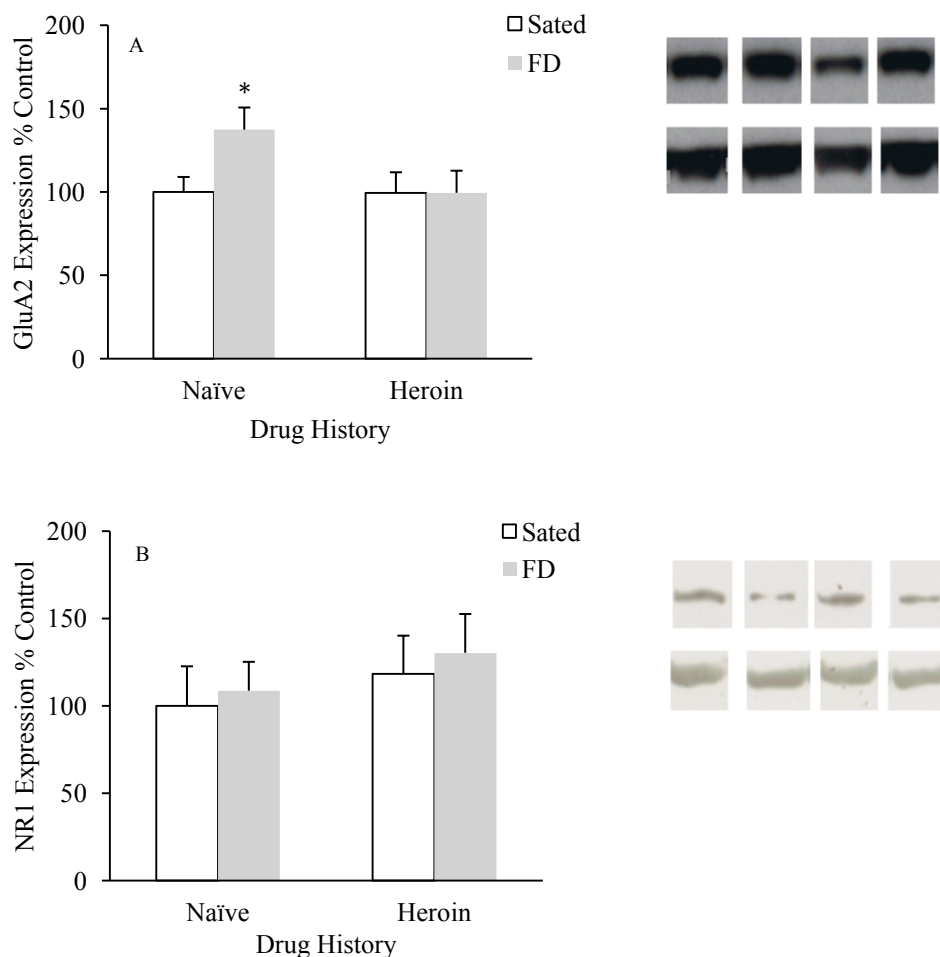 GluA2 Expression % Control
200
150
100
50
0
A
*
Sated
FD
Naïve Heroin
Drug History
NR1 Expression % Control
200
150
100
50
0
B
Sated
FD
Naïve Heroin
Drug History